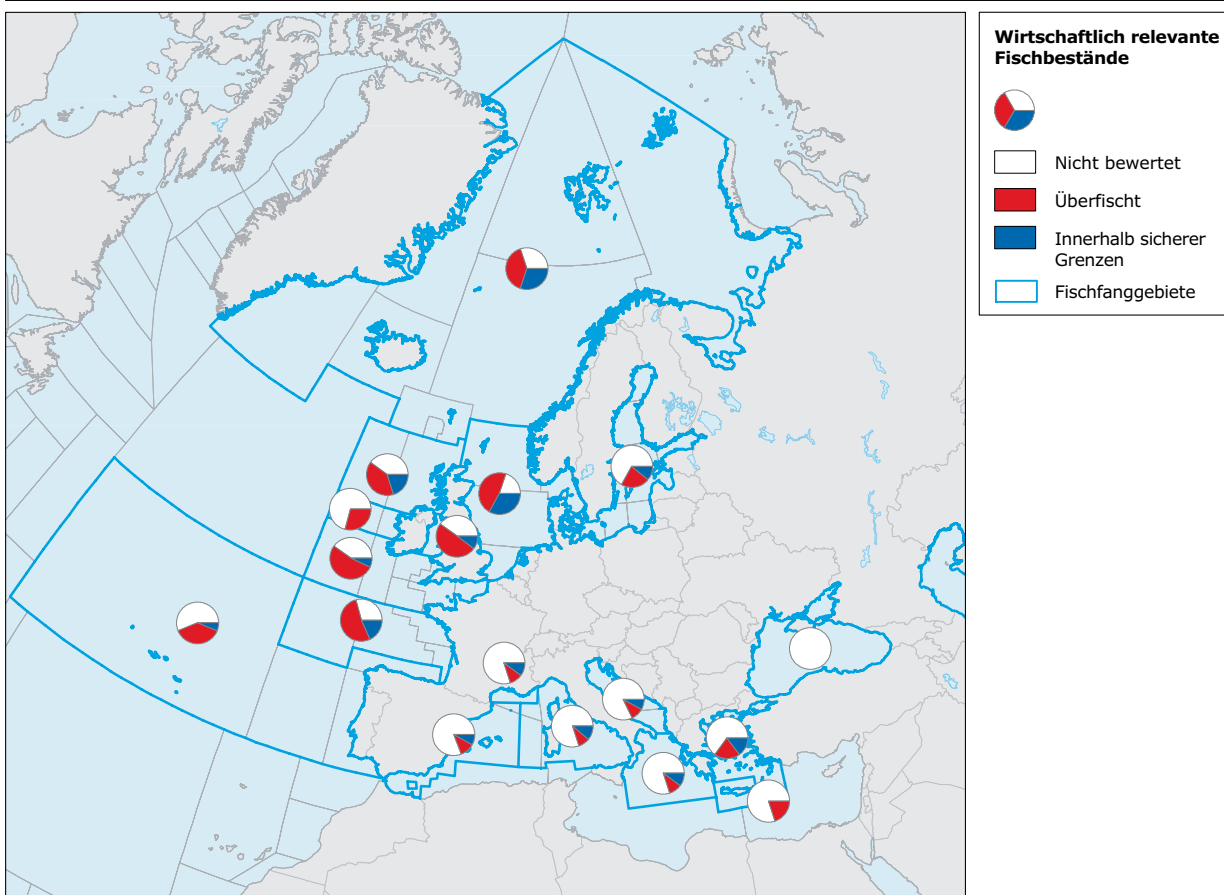 Wirtschaftlich relevante
Fischbestände
Nicht bewertet
Überfischt
Innerhalb sicherer
Grenzen
Fischfanggebiete